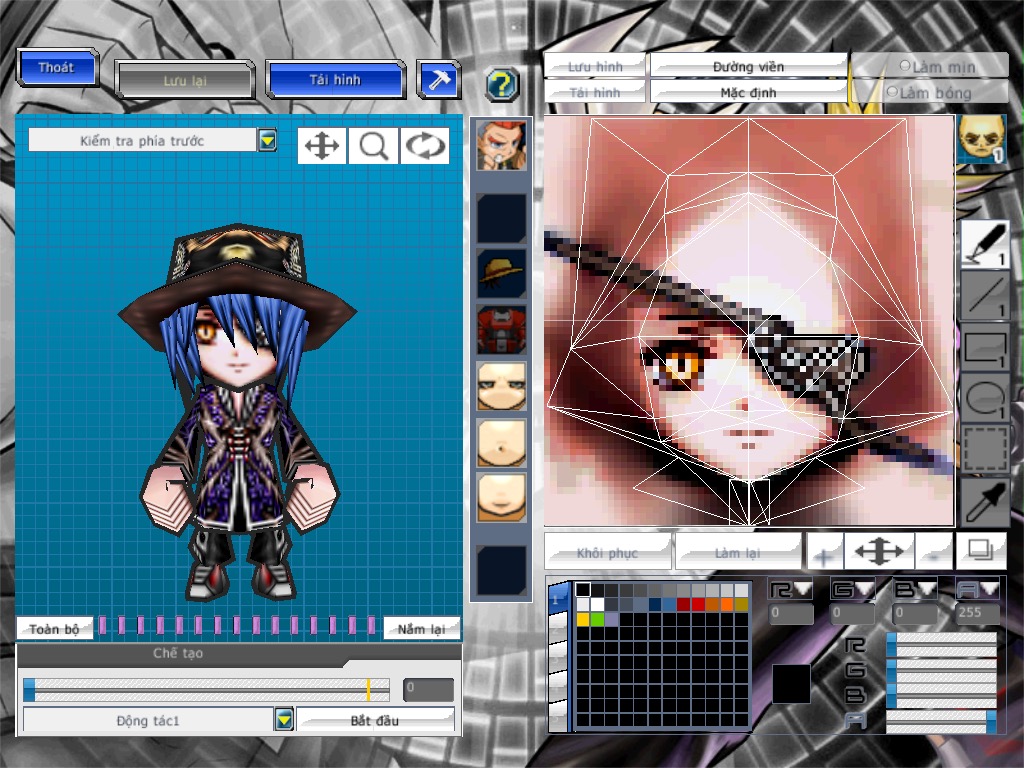 Thoát
Lưu lại
Tải hình
?
Lưu hình
Đường viền
Làm mịn
Tải hình
Mặc định
Làm bóng
Kiểm tra phía trước
1
1
1
1
1
Khôi phục
Làm lại
R G B A
0 0 0 255
R
G
B
A
Toàn bộ
Nắm lại
Chế tạo
0
Động tác1
Bắt đầu